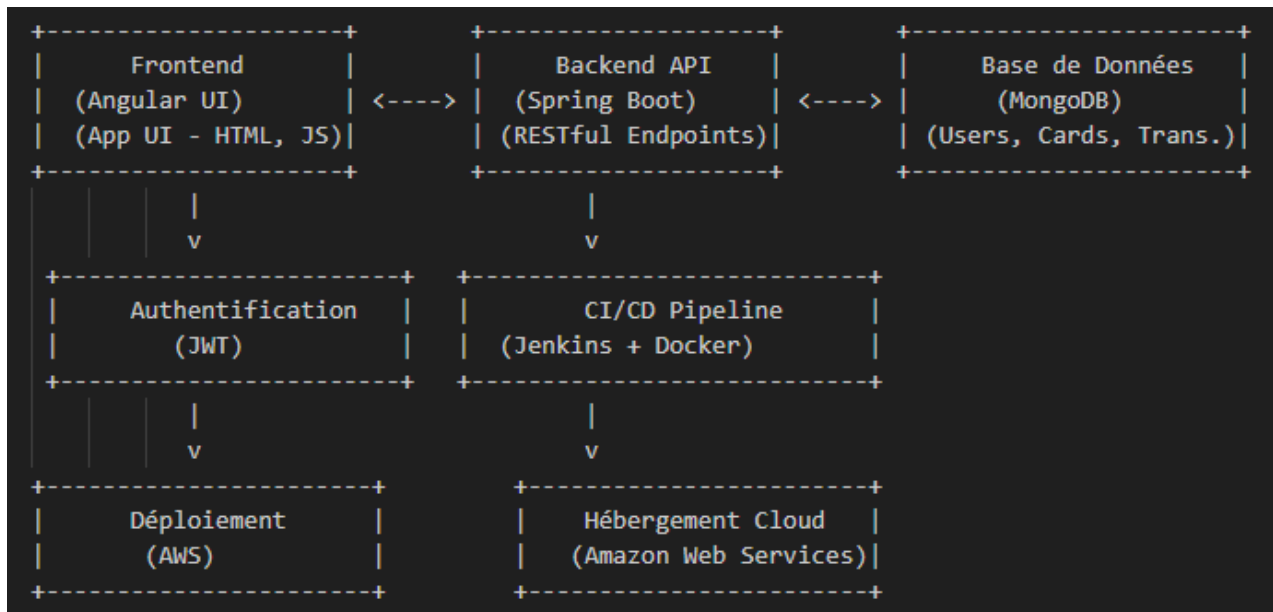 +---------------------+       +--------------------+        +-----------------------+
|      Frontend       |       |     Backend API    |        |     Base de Données   |
|  (Angular UI)       | <----> |  (Spring Boot)     | <----> |      (MongoDB)        |
|  (App UI - HTML, JS)|       | (RESTful Endpoints)|        | (Users, Cards, Trans.)|
+---------------------+       +--------------------+        +-----------------------+
           |                           |
           v                           v
 +-----------------------+   +---------------------------+
 |     Authentification   |   |        CI/CD Pipeline      |
 |        (JWT)           |   |  (Jenkins + Docker)        |
 +-----------------------+   +---------------------------+
           |                           |
           v                           v
+-----------------------+         +------------------------+
|      Déploiement      |         |    Hébergement Cloud   |
|       (AWS)           |         |   (Amazon Web Services)|
+-----------------------+         +------------------------+